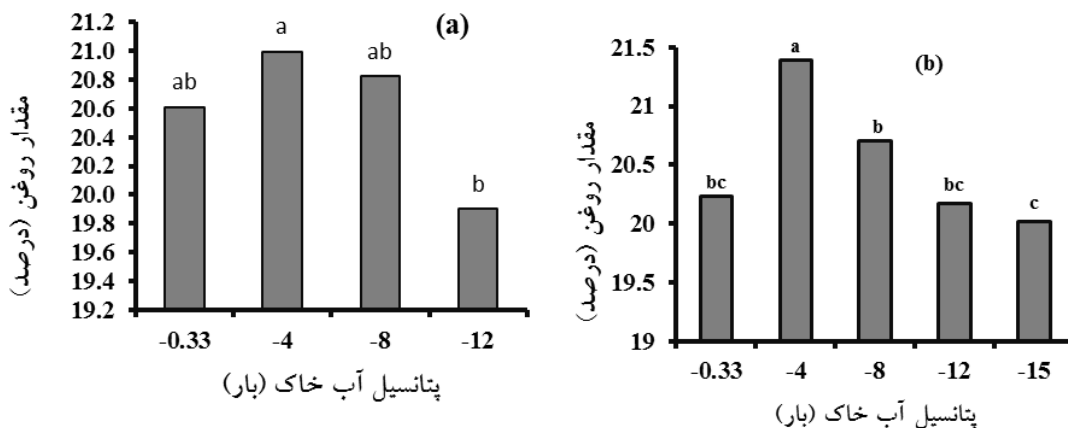 (a)
21.2
21.0
20.8
20.6
20.4
20.2
20.0
19.8
19.6
19.4
19.2
ab
a
ab
b
-0.33 -4 -8 -12
مقدار روغن (درصد)
پتانسیل آب خاک (بار)
(b)
21.5
21
20.5
20
19.5
19
bc
a
b
bc
c
-0.33 -4 -8 -12 -15
مقدار روغن (درصد)
پتانسیل آب خاک (بار)